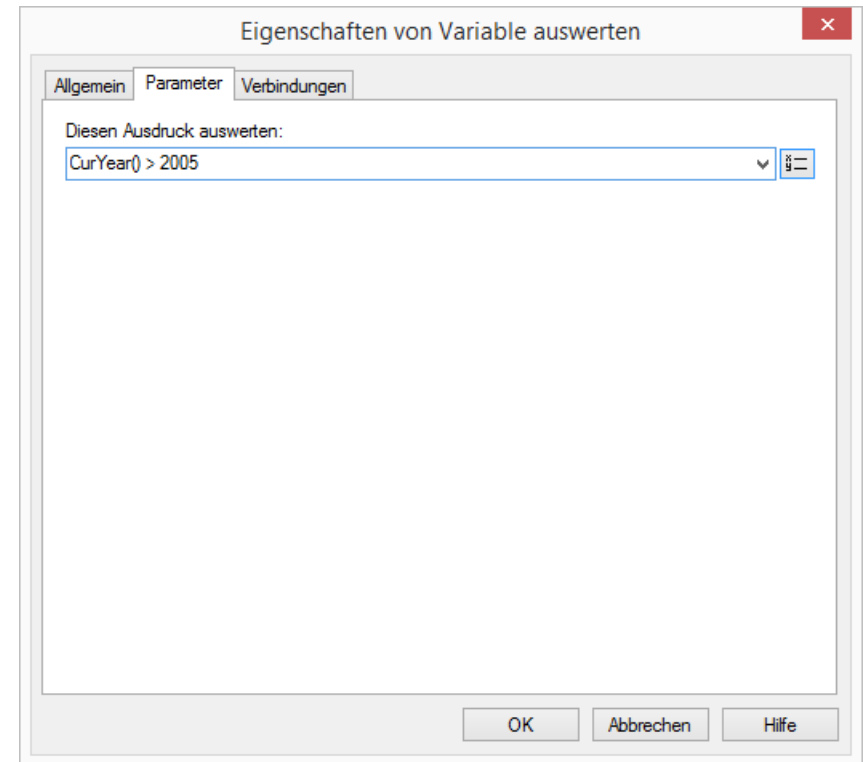 Eigenschaften von Variable auswerten
Allgemein Parameter Verbindungen
Diesen Ausdruck auswerten:
CurYear() > 2005
OK Abbrechen Hilfe